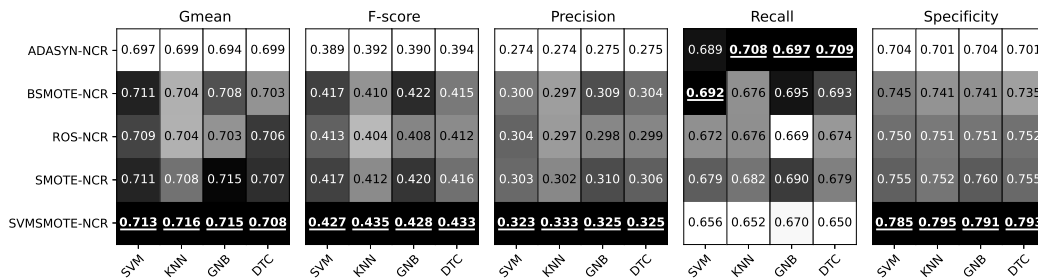 Gmean F-score Precision Recall Specificity
ADASYN-NCR 0.697 0.699 0.694 0.699 0.389 0.392 0.390 0.394 0.274 0.274 0.275 0.275 0.689 0.708 0.697 0.709 0.704 0.701 0.704 0.701
BSMOTE-NCR 0.711 0.704 0.708 0.703 0.417 0.410 0.422 0.415 0.300 0.297 0.309 0.304 0.692 0.676 0.695 0.693 0.745 0.741 0.741 0.735
ROS-NCR 0.709 0.704 0.703 0.706 0.413 0.404 0.408 0.412 0.304 0.297 0.298 0.299 0.672 0.676 0.669 0.674 0.750 0.751 0.751 0.752
SMOTE-NCR 0.711 0.708 0.715 0.707 0.417 0.412 0.420 0.416 0.303 0.302 0.310 0.306 0.679 0.682 0.690 0.679 0.755 0.752 0.760 0.755
SVMSMOTE-NCR 0.713 0.716 0.715 0.708 0.427 0.435 0.428 0.433 0.323 0.333 0.325 0.325 0.656 0.652 0.670 0.650 0.785 0.795 0.791 0.793
SVM KNN GNB DTC SVM KNN GNB DTC SVM KNN GNB DTC SVM KNN GNB DTC SVM KNN GNB DTC